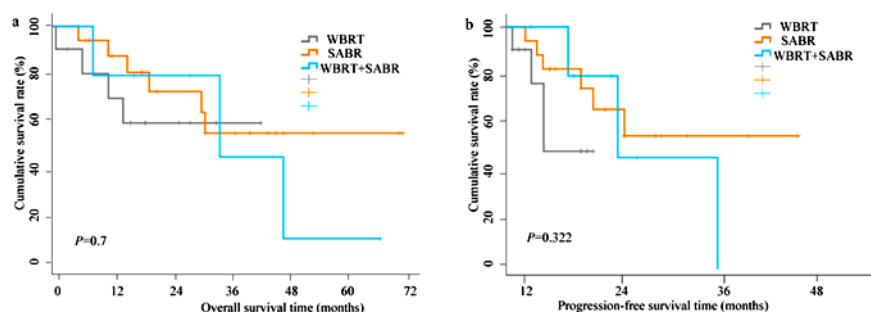 a
WBRT
SABR
WBRT+SABR
Cumulative survival rate (%)
100
80
60
40
20
0
P=0.7
0 12 24 36 48 60 72
Overall survival time (months)
b
WBRT
SABR
WBRT+SABR
Cumulative survival rate (%)
100
80
60
40
20
0
P=0.322
12 24 36 48
Progression-free survival time (months)